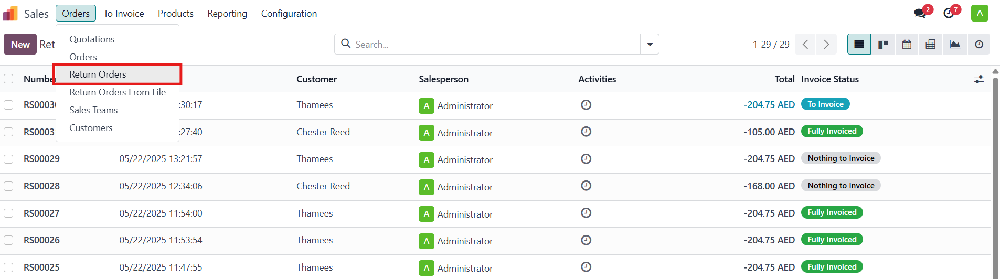 Sales Orders To Invoice Products Reporting Configuration 2 7 A
New Ret Search... 1-29 / 29
Quotations
Orders
Return Orders
Return Orders From File
Sales Teams
Customers
Number Customer Salesperson Activities Total Invoice Status
RS00030 :30:17 Thamees A Administrator -204.75 AED To Invoice
RS0003 :27:40 Chester Reed A Administrator -105.00 AED Fully Invoiced
RS00029 05/22/2025 13:21:57 Thamees A Administrator -204.75 AED Nothing to Invoice
RS00028 05/22/2025 12:34:06 Chester Reed A Administrator -168.00 AED Nothing to Invoice
RS00027 05/22/2025 11:54:00 Thamees A Administrator -204.75 AED Fully Invoiced
RS00026 05/22/2025 11:53:54 Thamees A Administrator -204.75 AED Fully Invoiced
RS00025 05/22/2025 11:47:55 Thamees A Administrator -204.75 AED Fully Invoiced